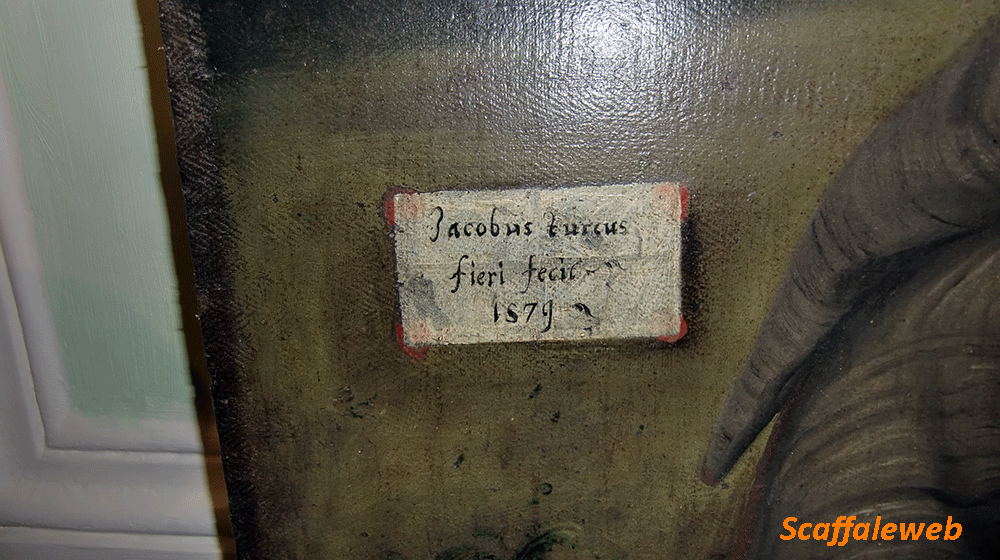 Jacobus turcus
fieri fecit
1579
Scaffaleweb